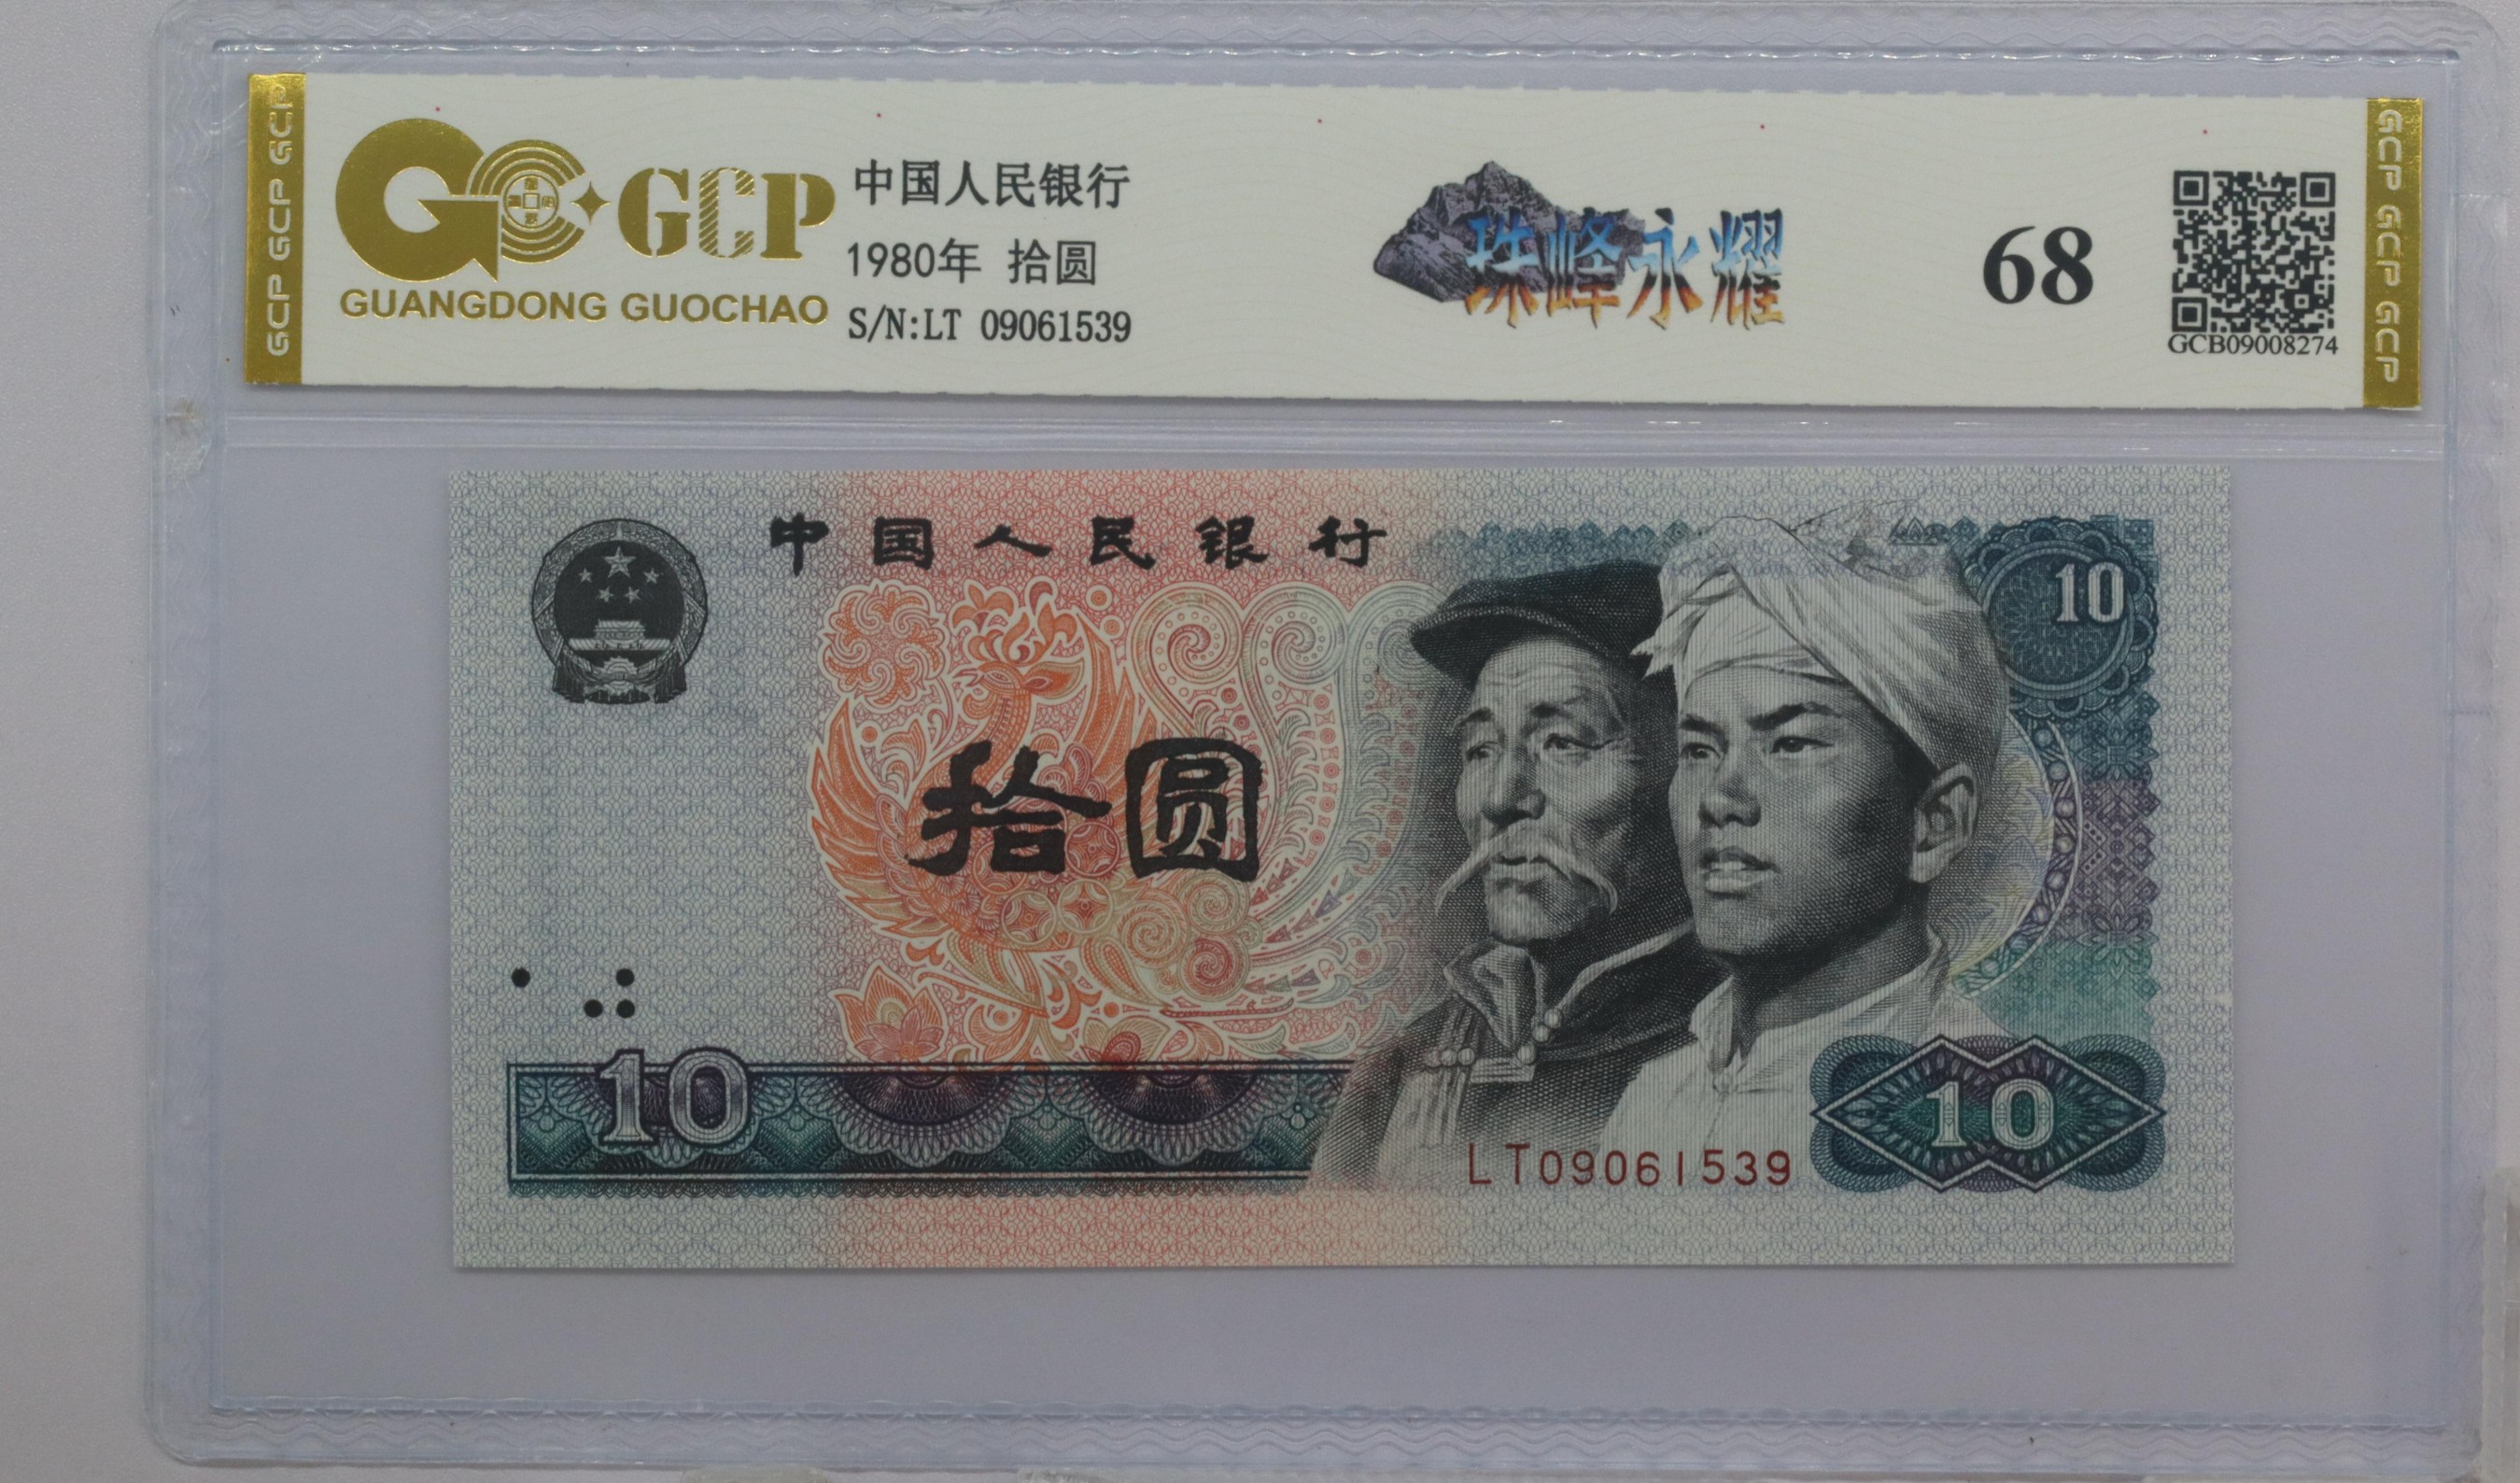 GCP GCP GCP
GCP
GUANGDONG GUOCHAO
中国人民银行
1980年 拾圆
S/N:LT 09061539
珠峰永耀
68
GCB09008274
GCP GCP GCP
中国人民银行
10
拾圆
10
LT09061539
10